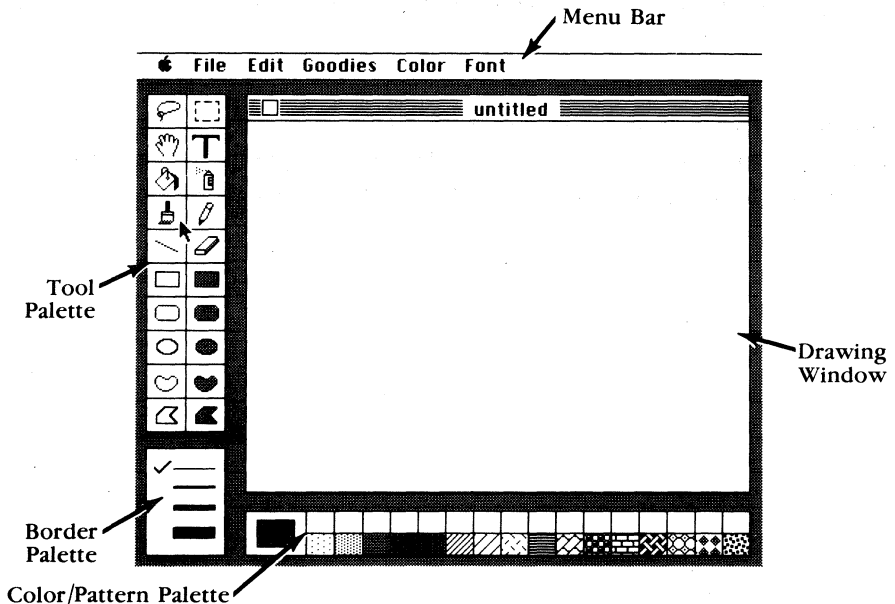 Menu Bar
File Edit Goodies Color Font
untitled
T
Tool
Palette
Drawing
Window
Border
Palette
Color/Pattern Palette